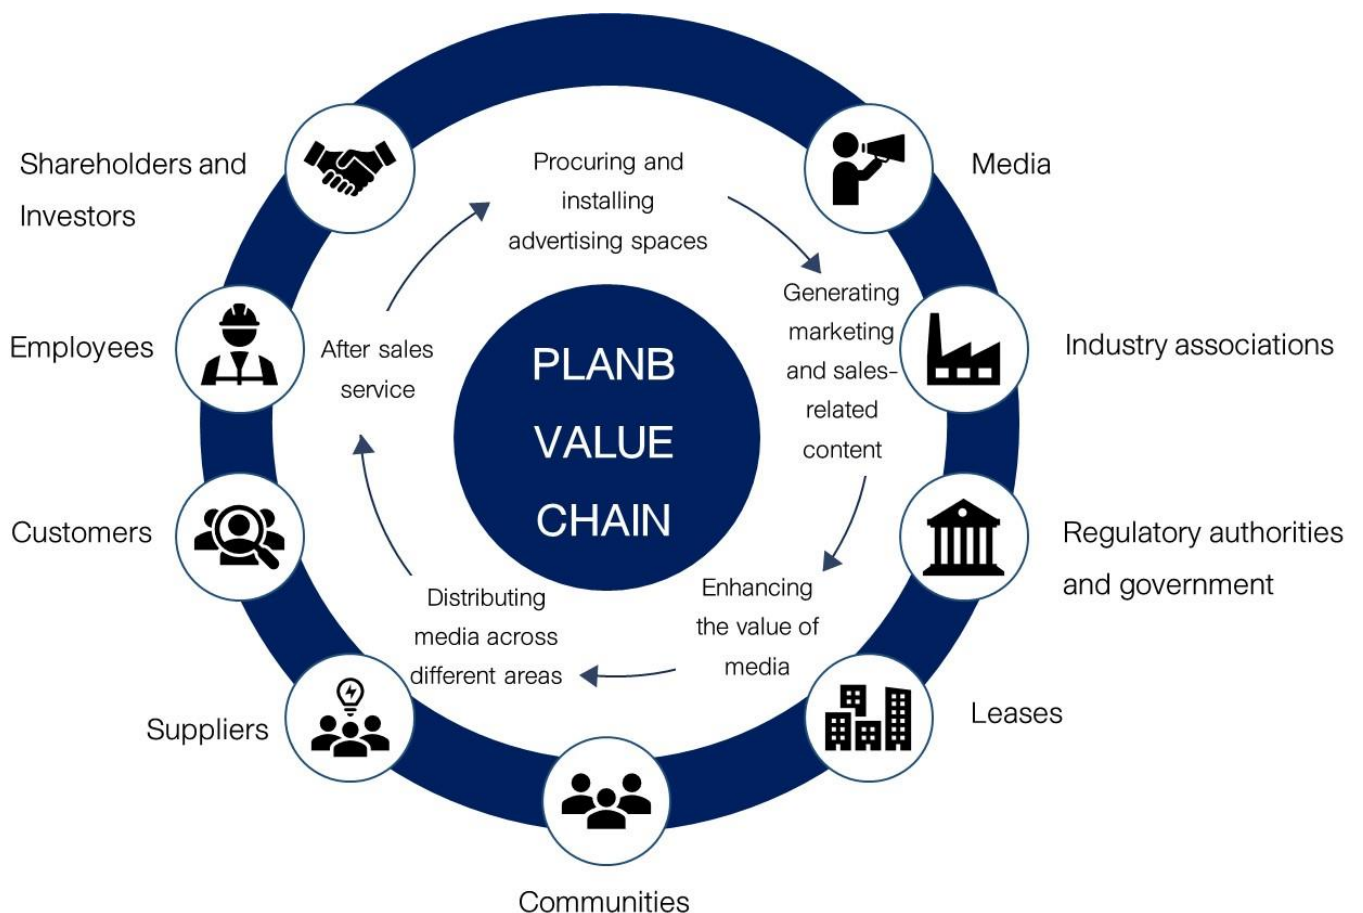 Shareholders and
Investors
Employees
Customers
Suppliers
Communities
Media
Industry associations
Regulatory authorities
and government
Leases
Procuring and
installing
advertising spaces
Generating
marketing
and sales-
related
content
Enhancing
the value of
media
Distributing
media across
different areas
After sales
service
PLANB
VALUE
CHAIN